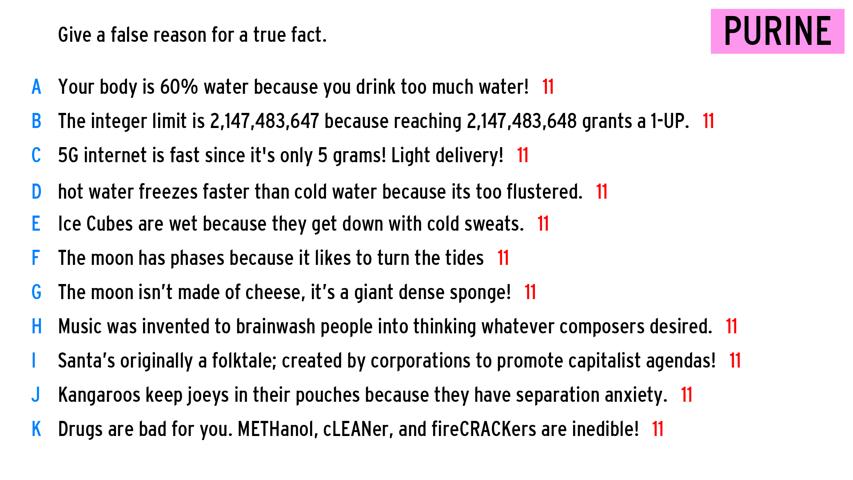 Give a false reason for a true fact.
PURINE
A Your body is 60% water because you drink too much water! 11
B The integer limit is 2,147,483,647 because reaching 2,147,483,648 grants a 1-UP. 11
C 5G internet is fast since it's only 5 grams! Light delivery! 11
D hot water freezes faster than cold water because its too flustered. 11
E Ice Cubes are wet because they get down with cold sweats. 11
F The moon has phases because it likes to turn the tides 11
G The moon isn’t made of cheese, it’s a giant dense sponge! 11
H Music was invented to brainwash people into thinking whatever composers desired. 11
I Santa’s originally a folktale; created by corporations to promote capitalist agendas! 11
J Kangaroos keep joeys in their pouches because they have separation anxiety. 11
K Drugs are bad for you. METHanol, cLEANer, and fireCRACKers are inedible! 11